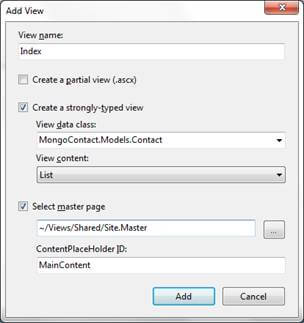 Add View
View name:
Index
Create a partial view (.ascx)
Create a strongly-typed view
View data class:
MongoContact.Models.Contact
View content:
List
Select master page
~/Views/Shared/Site.Master
...
ContentPlaceHolder ID:
MainContent
Add Cancel